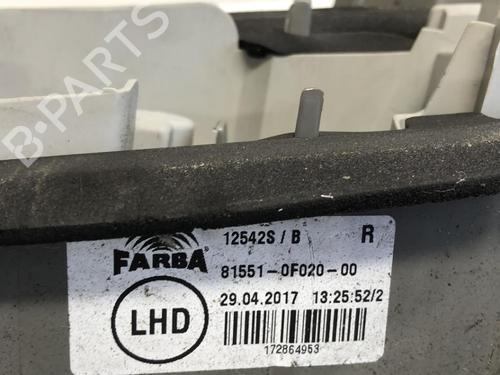 B-PARTS
12542S / B R
FARBA
81551-0F020-00
29.04.2017 13:25:52/2
LHD
172864953